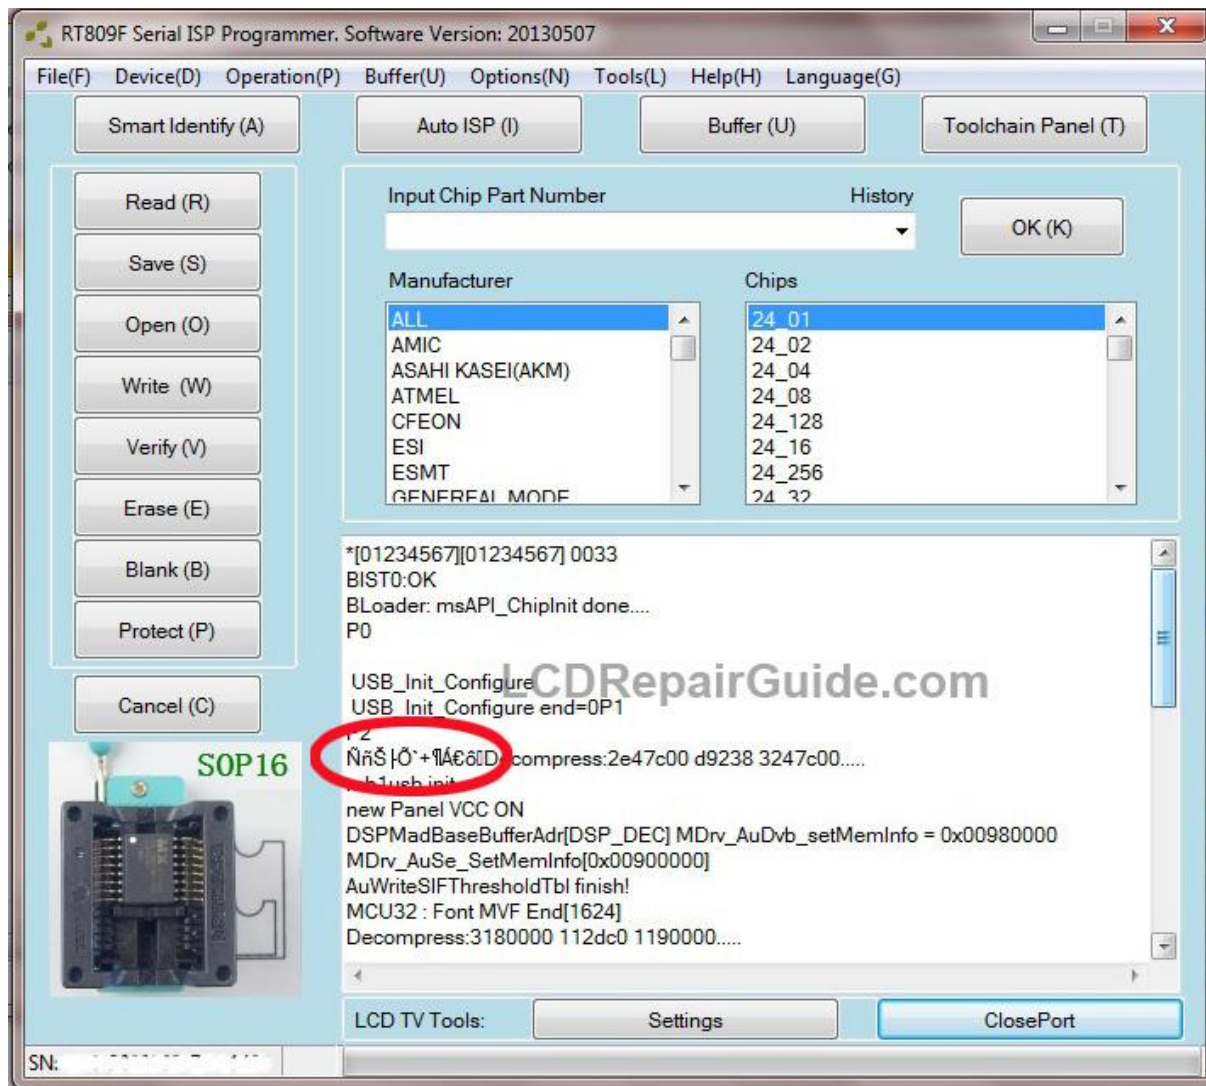 RT809F Serial ISP Programmer. Software Version: 20130507
File(F) Device(D) Operation(P) Buffer(U) Options(N) Tools(L) Help(H) Language(G)
Smart Identify (A) Auto ISP (I) Buffer (U) Toolchain Panel (T)
Read (R)
Save (S)
Open (O)
Write (W)
Verify (V)
Erase (E)
Blank (B)
Protect (P)
Cancel (C)
SOP16
Input Chip Part Number History
OK (K)
Manufacturer Chips
ALL
AMIC
ASAHI KASEI(AKM)
ATMEL
CFEON
ESI
ESMT
GENEREAL MODE
24_01
24_02
24_04
24_08
24_128
24_16
24_256
24_32
*[01234567][01234567] 0033
BIST0:OK
BLoader: msAPI_ChipInit done....
P0
USB_Init_Configure
LCDRepairGuide.com
USB_Init_Configure end=0P1
P2
ÑñŠ¦Õ`+¶Á€ô Decompress:2e47c00 d9238 3247c00.....
init
new Panel VCC ON
DSPMadBaseBufferAdr[DSP_DEC] MDrv_AuDvb_setMemInfo = 0x00980000
MDrv_AuSe_SetMemInfo[0x00900000]
AuWriteSIFThresholdTbl finish!
MCU32 : Font MVF End[1624]
Decompress:3180000 112dc0 1190000.....
LCD TV Tools: Settings ClosePort
SN: